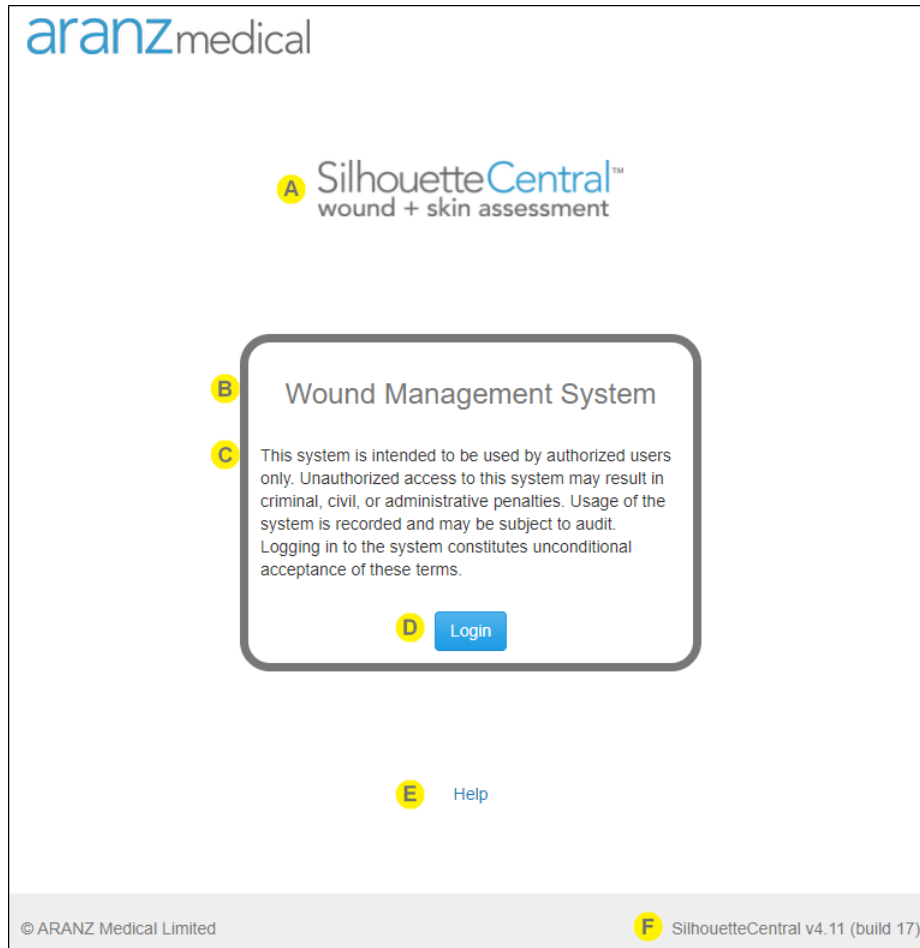 aranzmedical
A SilhouetteCentral™
wound + skin assessment
B Wound Management System
C This system is intended to be used by authorized users
only. Unauthorized access to this system may result in
criminal, civil, or administrative penalties. Usage of the
system is recorded and may be subject to audit.
Logging in to the system constitutes unconditional
acceptance of these terms.
D Login
E Help
© ARANZ Medical Limited F SilhouetteCentral v4.11 (build 17)